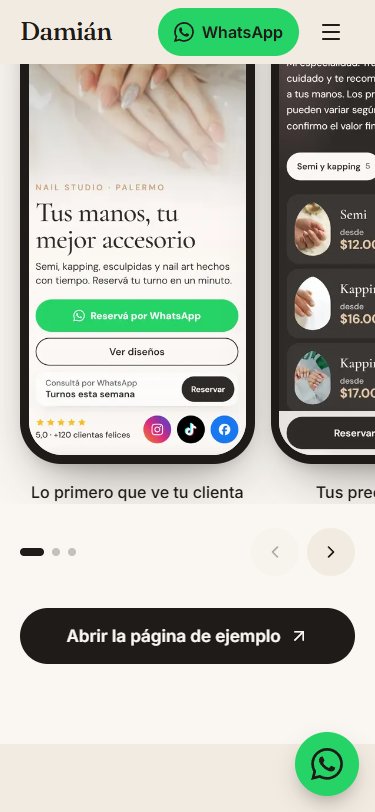 Damián
WhatsApp
NAIL STUDIO · PALERMO
Tus manos, tu
mejor accesorio
Semi, kapping, esculpidas y nail art hechos
con tiempo. Reservá tu turno en un minuto.
Reservá por WhatsApp
Ver diseños
Consultá por WhatsApp
Turnos esta semana
Reservar
5,0 · +120 clientas felices
Mi especialidad.
cuidado y te recom
a tus manos. Los pr
pueden variar segú
confirmo el valor fin
Semi y kapping 5
Semi
desde
$12.00
Kappin
desde
$16.00
Kappin
desde
$17.00
Reservar
Lo primero que ve tu clienta
Tus prec
Abrir la página de ejemplo